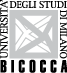 UNIVERSITÀ
DEGLI STUDI
DI MILANO
BICOCCA